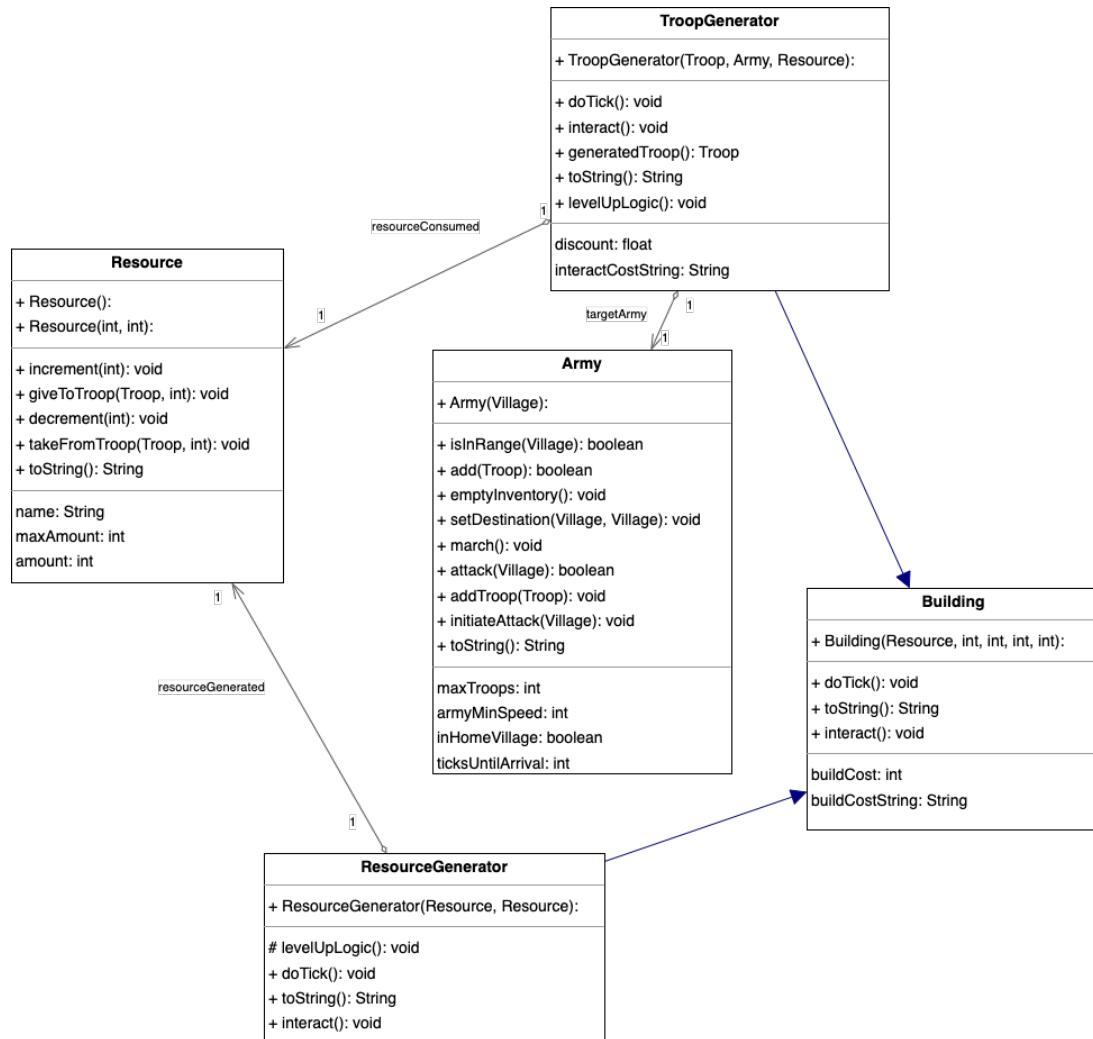 TroopGenerator
+ TroopGenerator(Troop, Army, Resource):
+ doTick(): void
+ interact(): void
+ generatedTroop(): Troop
+ toString(): String
+ levelUpLogic(): void
discount: float
interactCostString: String
1
resourceConsumed
1
Resource
+ Resource():
+ Resource(int, int):
+ increment(int): void
+ giveToTroop(Troop, int): void
+ decrement(int): void
+ takeFromTroop(Troop, int): void
+ toString(): String
name: String
maxAmount: int
amount: int
1
targetArmy
1
Army
+ Army(Village):
+ isInRange(Village): boolean
+ add(Troop): boolean
+ emptyInventory(): void
+ setDestination(Village, Village): void
+ march(): void
+ attack(Village): boolean
+ addTroop(Troop): void
+ initiateAttack(Village): void
+ toString(): String
maxTroops: int
armyMinSpeed: int
inHomeVillage: boolean
ticksUntilArrival: int
Building
+ Building(Resource, int, int, int, int):
+ doTick(): void
+ toString(): String
+ interact(): void
buildCost: int
buildCostString: String
1
resourceGenerated
1
ResourceGenerator
+ ResourceGenerator(Resource, Resource):
# levelUpLogic(): void
+ doTick(): void
+ toString(): String
+ interact(): void